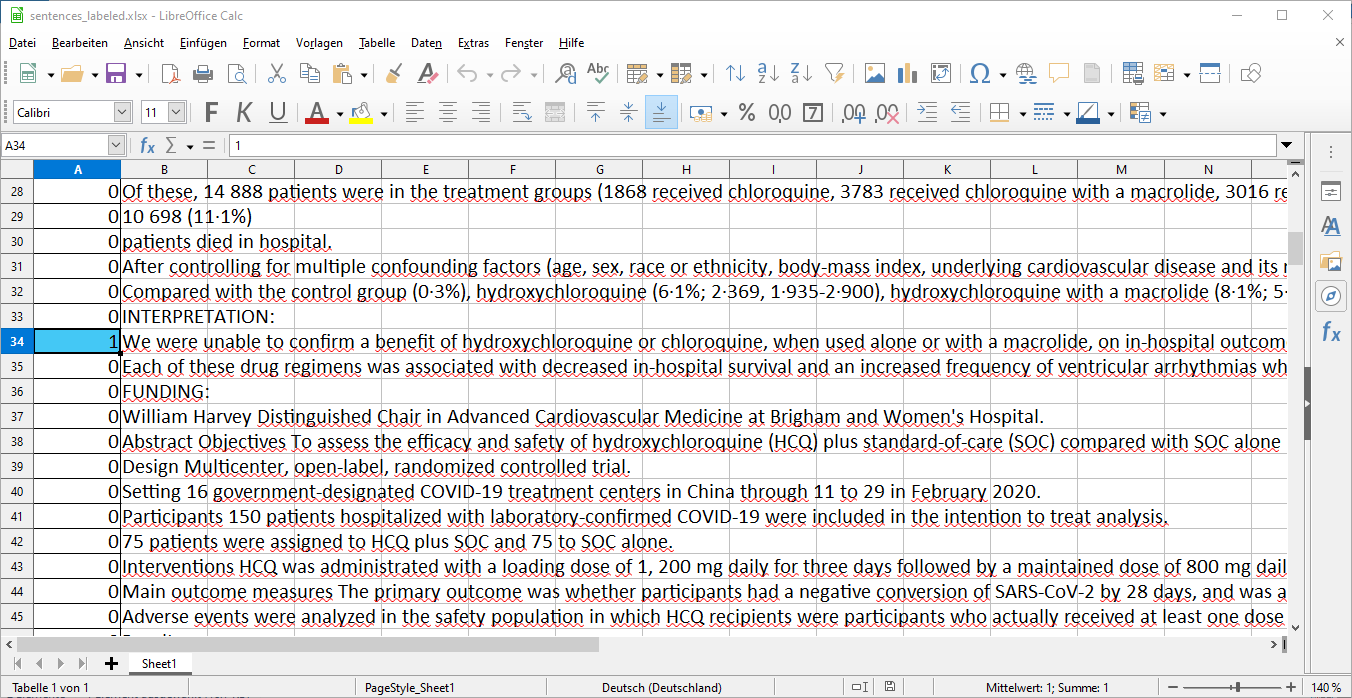 sentences_labeled.xlsx - LibreOffice Calc
Datei Bearbeiten Ansicht Einfügen Format Vorlagen Tabelle Daten Extras Fenster Hilfe
Calibri 11 F K U
A34 1
A B C D E F G H I J K L M N
28 0 Of these, 14 888 patients were in the treatment groups (1868 received chloroquine, 3783 received chloroquine with a macrolide, 3016 re
29 0 10 698 (11·1%)
30 0 patients died in hospital.
31 0 After controlling for multiple confounding factors (age, sex, race or ethnicity, body-mass index, underlying cardiovascular disease and its
32 0 Compared with the control group (0·3%), hydroxychloroquine (6·1%; 2·369, 1·935-2·900), hydroxychloroquine with a macrolide (8·1%; 5·
33 0 INTERPRETATION:
34 1 We were unable to confirm a benefit of hydroxychloroquine or chloroquine, when used alone or with a macrolide, on in-hospital outcom
35 0 Each of these drug regimens was associated with decreased in-hospital survival and an increased frequency of ventricular arrhythmias wh
36 0 FUNDING:
37 0 William Harvey Distinguished Chair in Advanced Cardiovascular Medicine at Brigham and Women's Hospital.
38 0 Abstract Objectives To assess the efficacy and safety of hydroxychloroquine (HCQ) plus standard-of-care (SOC) compared with SOC alone
39 0 Design Multicenter, open-label, randomized controlled trial.
40 0 Setting 16 government-designated COVID-19 treatment centers in China through 11 to 29 in February 2020.
41 0 Participants 150 patients hospitalized with laboratory-confirmed COVID-19 were included in the intention to treat analysis.
42 0 75 patients were assigned to HCQ plus SOC and 75 to SOC alone.
43 0 Interventions HCQ was administrated with a loading dose of 1, 200 mg daily for three days followed by a maintained dose of 800 mg dail
44 0 Main outcome measures The primary outcome was whether participants had a negative conversion of SARS-CoV-2 by 28 days, and was a
45 0 Adverse events were analyzed in the safety population in which HCQ recipients were participants who actually received at least one dose
Sheet1
Tabelle 1 von 1 PageStyle_Sheet1 Deutsch (Deutschland) Mittelwert: 1; Summe: 1 140 %